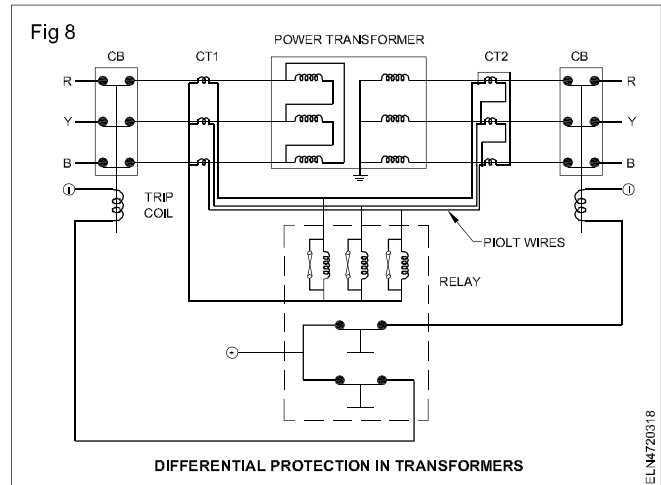 Fig 8
POWER TRANSFORMER
CB
CT1
CT2
CB
R
R
Y
Y
B
B
TRIP
COIL
PIOLT WIRES
RELAY
+
DIFFERENTIAL PROTECTION IN TRANSFORMERS
ELN4720318